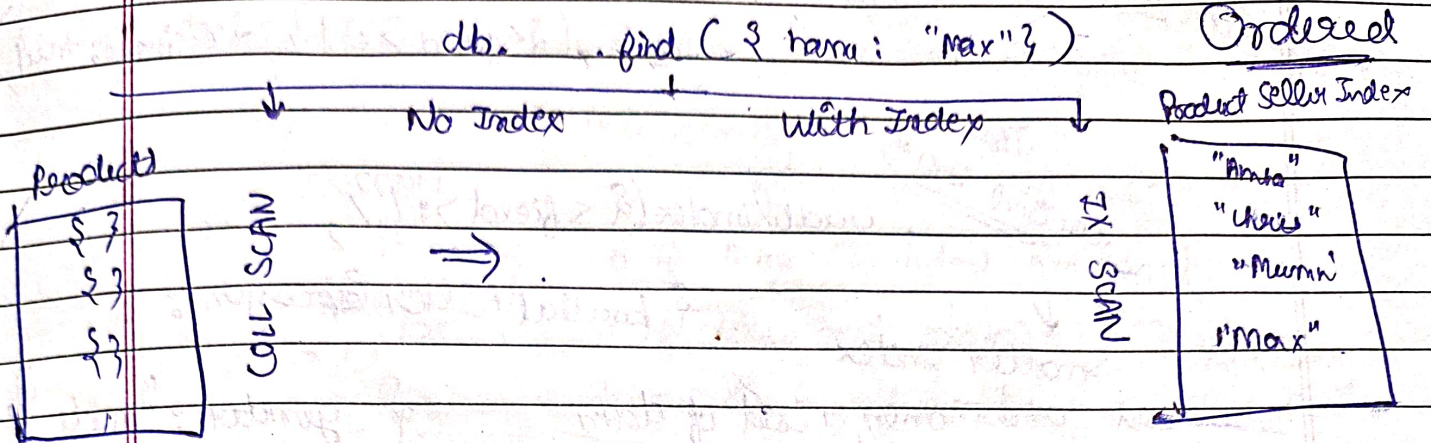 db. .find ( { name : "Max" } )
Ordered
No Index
With Index
Product Seller Index
Products
{ }
{ }
{ }
COLL SCAN
⇒
IX SCAN
"Chris"
"Max"